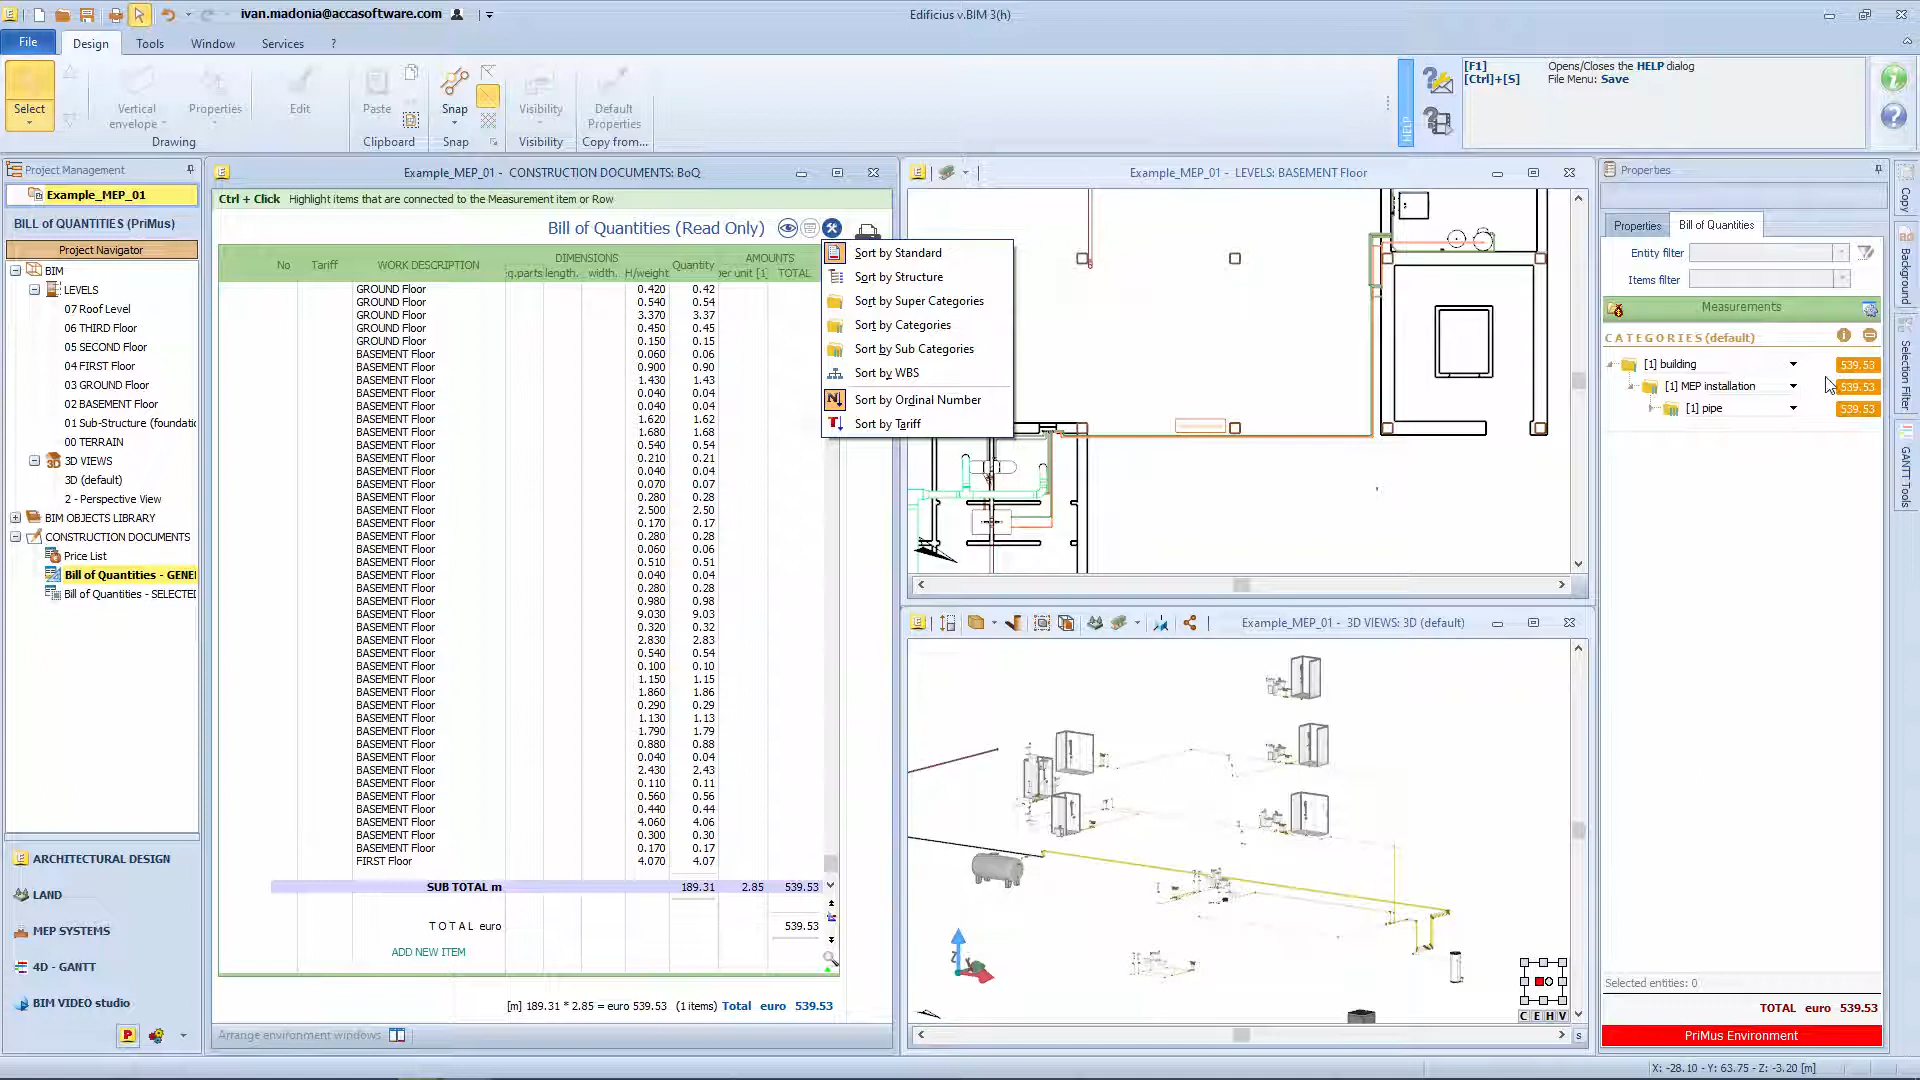 ivan.madonia@accasoftware.com
Edificius v.BIM 3(h)
File
Design
Tools
Window
Services
?
Select
Vertical
envelope
Properties
Edit
Paste
Snap
Visibility
Default
Properties
Drawing
Clipboard
Snap
Visibility
Copy from...
HELP
[F1] Opens/Closes the HELP dialog
[Ctrl]+[S] File Menu: Save
Project Management
Example_MEP_01
BILL of QUANTITIES (PriMus)
Project Navigator
BIM
LEVELS
07 Roof Level
06 THIRD Floor
05 SECOND Floor
04 FIRST Floor
03 GROUND Floor
02 BASEMENT Floor
01 Sub-Structure (foundatio
00 TERRAIN
3D VIEWS
3D (default)
2 - Perspective View
BIM OBJECTS LIBRARY
CONSTRUCTION DOCUMENTS
Price List
Bill of Quantities - GENE
Bill of Quantities - SELECTED
ARCHITECTURAL DESIGN
LAND
MEP SYSTEMS
4D - GANTT
BIM VIDEO studio
Example_MEP_01 - CONSTRUCTION DOCUMENTS: BoQ
Ctrl + Click Highlight items that are connected to the Measurement item or Row
Bill of Quantities (Read Only)
No Tariff WORK DESCRIPTION DIMENSIONS Quantity AMOUNTS
q.parts length. width. H/weight per unit [1] TOTAL
GROUND Floor 0.420 0.42
GROUND Floor 0.540 0.54
GROUND Floor 3.370 3.37
GROUND Floor 0.450 0.45
GROUND Floor 0.150 0.15
BASEMENT Floor 0.060 0.06
BASEMENT Floor 0.900 0.90
BASEMENT Floor 1.430 1.43
BASEMENT Floor 0.040 0.04
BASEMENT Floor 0.040 0.04
BASEMENT Floor 1.620 1.62
BASEMENT Floor 1.680 1.68
BASEMENT Floor 0.540 0.54
BASEMENT Floor 0.210 0.21
BASEMENT Floor 0.040 0.04
BASEMENT Floor 0.070 0.07
BASEMENT Floor 0.280 0.28
BASEMENT Floor 2.500 2.50
BASEMENT Floor 0.170 0.17
BASEMENT Floor 0.280 0.28
BASEMENT Floor 0.060 0.06
BASEMENT Floor 0.510 0.51
BASEMENT Floor 0.040 0.04
BASEMENT Floor 0.280 0.28
BASEMENT Floor 0.980 0.98
BASEMENT Floor 9.030 9.03
BASEMENT Floor 0.320 0.32
BASEMENT Floor 2.830 2.83
BASEMENT Floor 0.540 0.54
BASEMENT Floor 0.100 0.10
BASEMENT Floor 1.150 1.15
BASEMENT Floor 1.860 1.86
BASEMENT Floor 0.290 0.29
BASEMENT Floor 1.130 1.13
BASEMENT Floor 1.790 1.79
BASEMENT Floor 0.880 0.88
BASEMENT Floor 0.040 0.04
BASEMENT Floor 2.430 2.43
BASEMENT Floor 0.110 0.11
BASEMENT Floor 0.560 0.56
BASEMENT Floor 0.440 0.44
BASEMENT Floor 4.060 4.06
BASEMENT Floor 0.300 0.30
BASEMENT Floor 0.170 0.17
FIRST Floor 4.070 4.07
SUB TOTAL m 189.31 2.85 539.53
T O T A L euro 539.53
ADD NEW ITEM
[m] 189.31 * 2.85 = euro 539.53 (1 items) Total euro 539.53
Arrange environment windows
Sort by Standard
Sort by Structure
Sort by Super Categories
Sort by Categories
Sort by Sub Categories
Sort by WBS
Sort by Ordinal Number
Sort by Tariff
Example_MEP_01 - LEVELS: BASEMENT Floor
Example_MEP_01 - 3D VIEWS: 3D (default)
Z
C E H V
s
Properties
Properties
Bill of Quantities
Entity filter
Items filter
Measurements
CATEGORIES (default)
[1] building 539.53
[1] MEP installation 539.53
[1] pipe 539.53
Selected entities: 0
TOTAL euro 539.53
PriMus Environment
Copy
Background
Selection Filter
GANTT Tools
X: -28.10 - Y: 63.75 - Z: -3.20 [m]